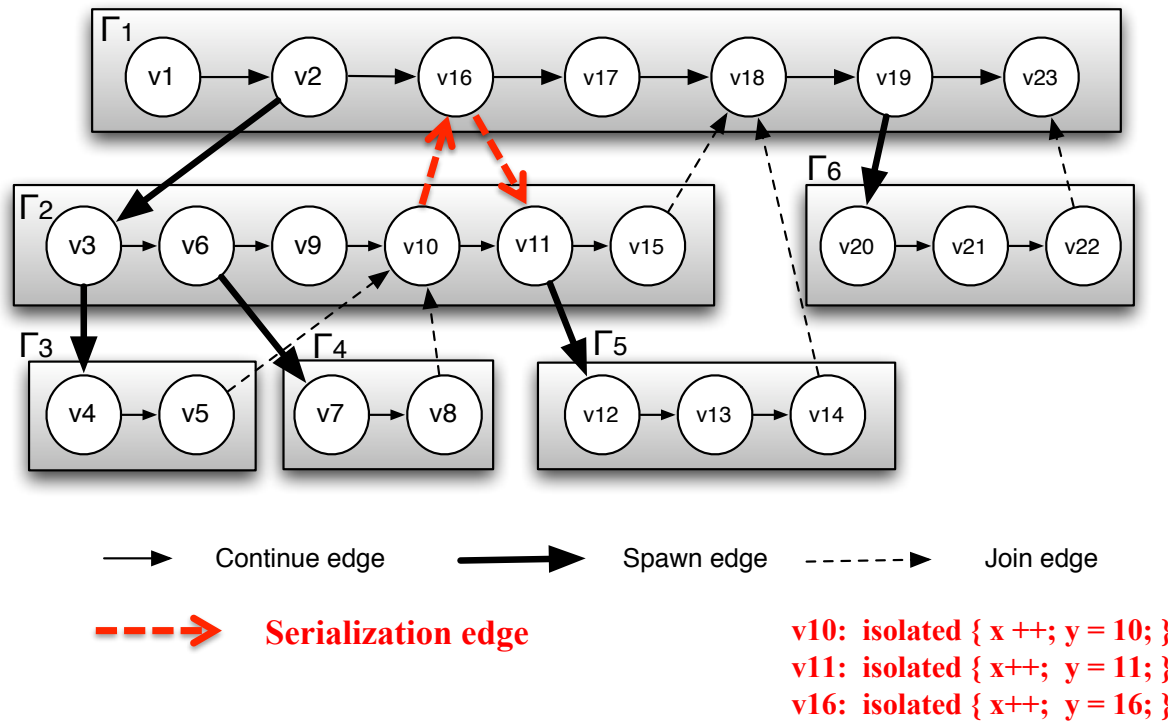 Γ1
v1 v2 v16 v17 v18 v19 v23
Γ2 Γ6
v3 v6 v9 v10 v11 v15 v20 v21 v22
Γ3 Γ4 Γ5
v4 v5 v7 v8 v12 v13 v14
Continue edge Spawn edge Join edge
Serialization edge
v10: isolated { x ++; y = 10; }
v11: isolated { x++; y = 11; }
v16: isolated { x++; y = 16; }